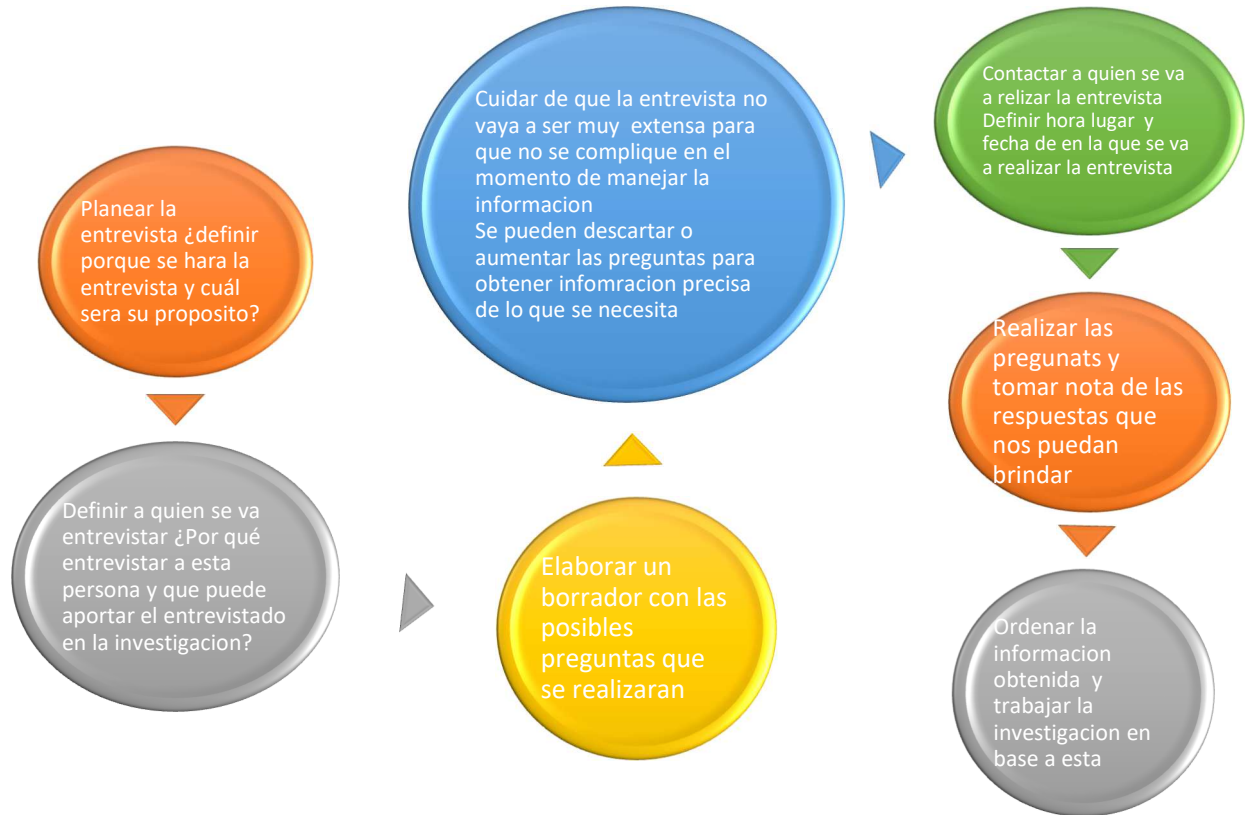 Planear la
entrevista ¿definir
porque se hara la
entrevista y cuál
sera su proposito?
Definir a quien se va
entrevistar ¿Por qué
entrevistar a esta
persona y que puede
aportar el entrevistado
en la investigacion?
Elaborar un
borrador con las
posibles
preguntas que
se realizaran
Cuidar de que la entrevista no
vaya a ser muy extensa para
que no se complique en el
momento de manejar la
informacion
Se pueden descartar o
aumentar las preguntas para
obtener infomracion precisa
de lo que se necesita
Contactar a quien se va
a relizar la entrevista
Definir hora lugar y
fecha de en la que se va
a realizar la entrevista
Realizar las
pregunats y
tomar nota de las
respuestas que
nos puedan
brindar
Ordenar la
informacion
obtenida y
trabajar la
investigacion en
base a esta